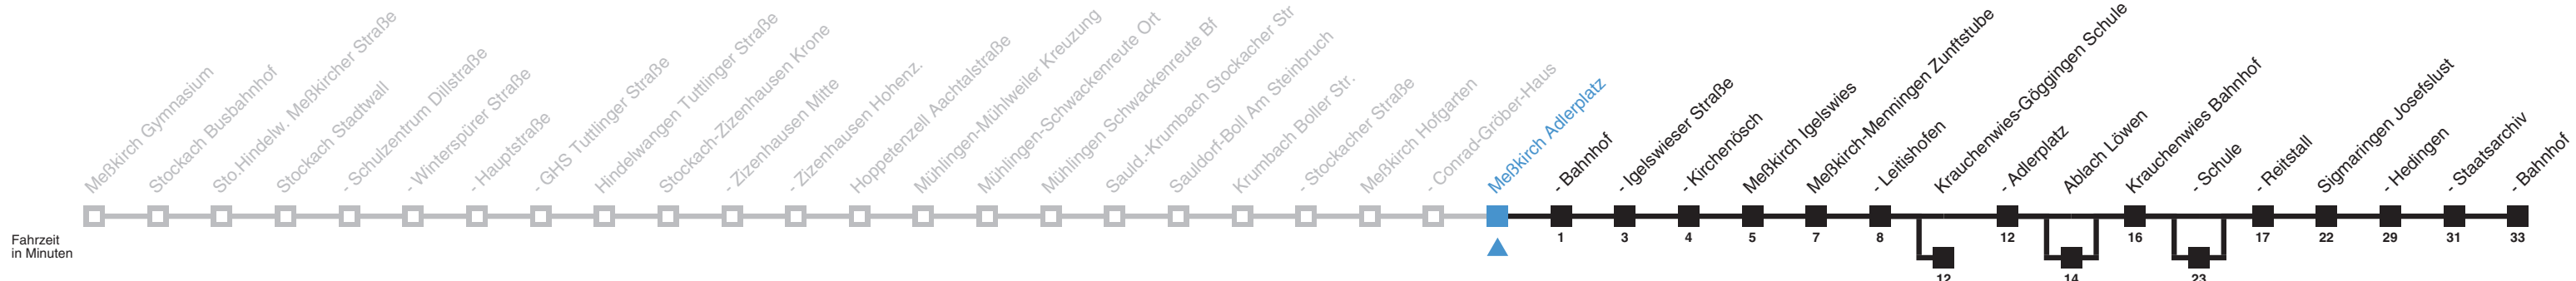 Meßkirch Gymnasium
Stockach Busbahnhof
Sto.Hindelw. Meßkircher Straße
Stockach Stadtwall
- Schulzentrum Dillstraße
- Winterspürer Straße
- Hauptstraße
- GHS Tuttlinger Straße
Hindelwangen Tuttlinger Straße
Stockach-Zizenhausen Krone
- Zizenhausen Mitte
- Zizenhausen Hohenz.
Hoppetenzell Aachtalstraße
Mühlingen-Mühlweiler Kreuzung
Mühlingen-Schwackenreute Ort
Mühlingen Schwackenreute Bf
Sauld.-Krumbach Stockacher Str
Sauldorf-Boll Am Steinbruch
Krumbach Boller Str.
- Stockacher Straße
Meßkirch Hofgarten
- Conrad-Gröber-Haus
Meßkirch Adlerplatz
- Bahnhof
- Igelswieser Straße
- Kirchenösch
Meßkirch Igelswies
Meßkirch-Menningen Zunftstube
- Leitishofen
Krauchenwies-Göggingen Schule
- Adlerplatz
Ablach Löwen
Krauchenwies Bahnhof
- Schule
- Reitstall
Sigmaringen Josefslust
- Hedingen
- Staatsarchiv
- Bahnhof
Fahrzeit
in Minuten
1 3 4 5 7 8 12 16 17 22 29 31 33
12 14 23